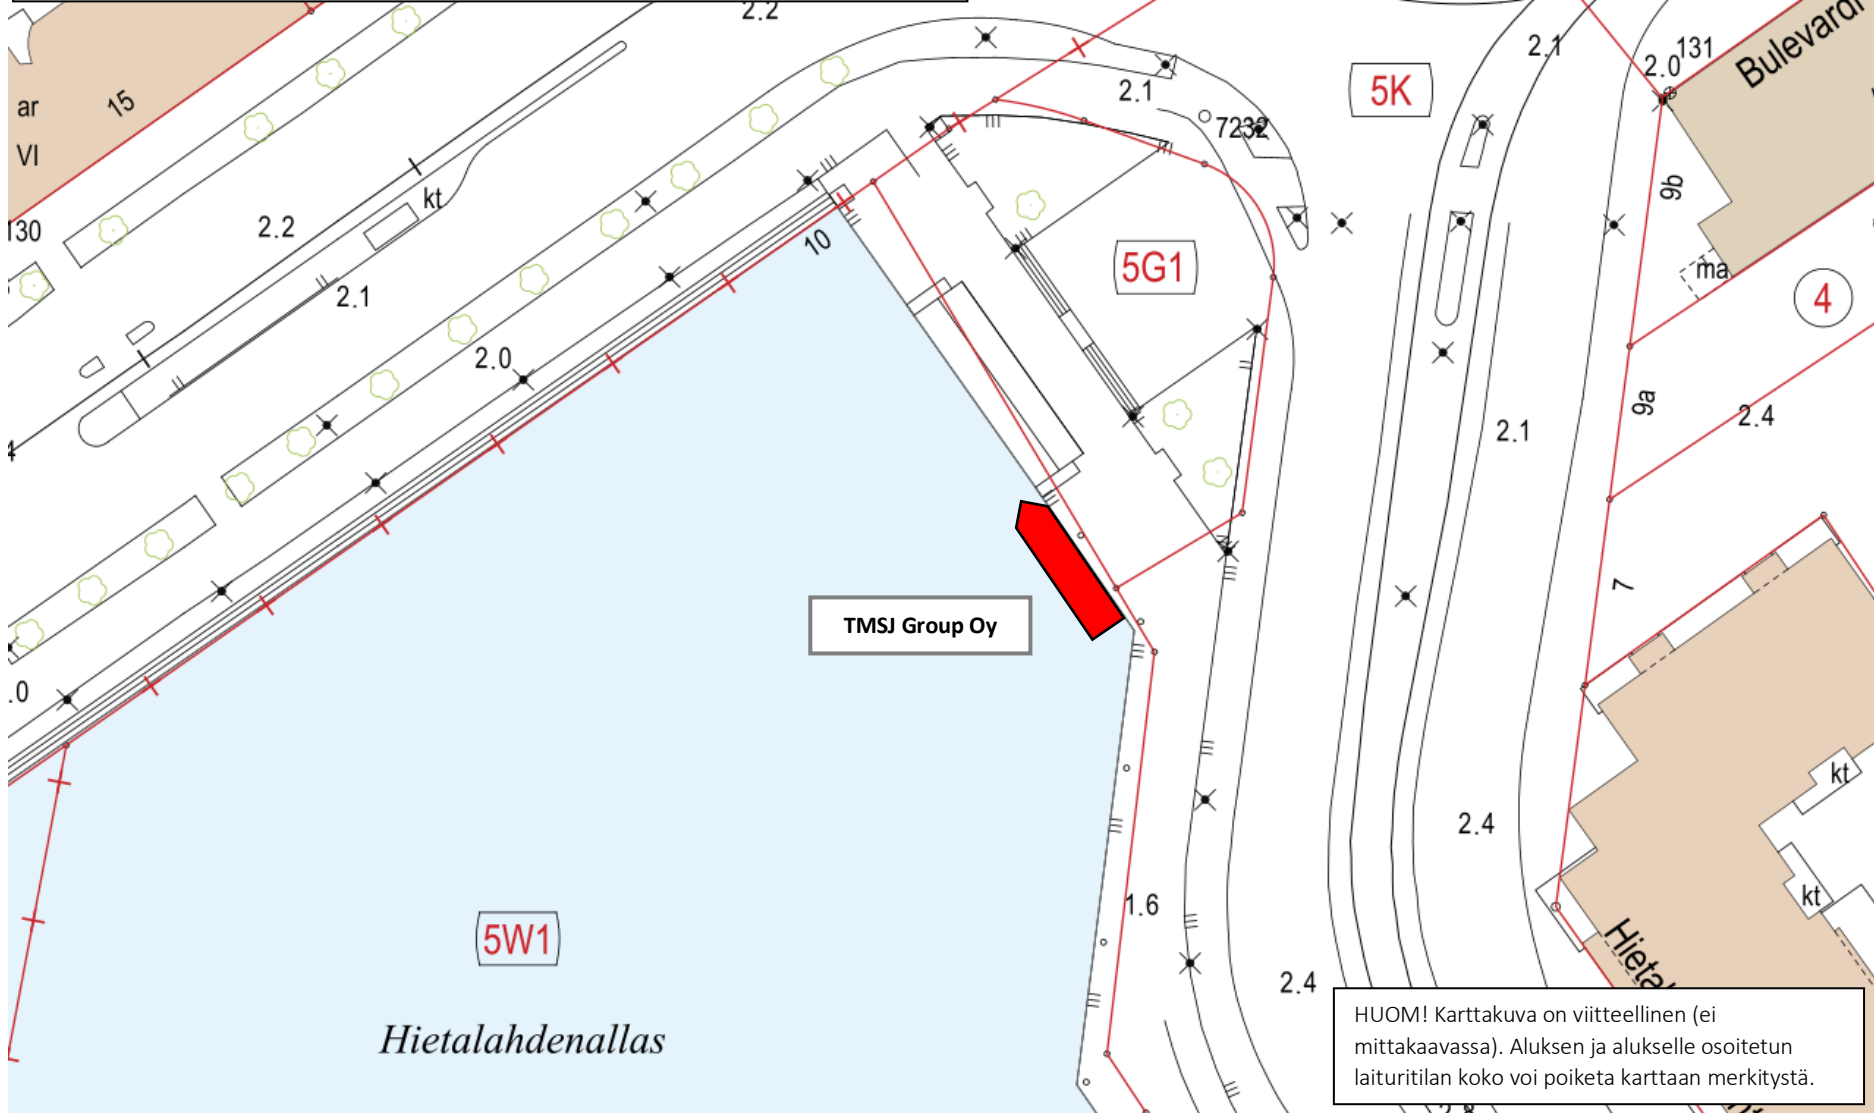 2.2
2.1
131
2.0
Bulevardi
5K
2.1
ar
15
VI
7232
kt
9b
130
2.2
10
5G1
ma
4
2.1
2.0
9a
2.4
2.1
7
TMSJ Group Oy
.0
kt
2.4
kt
1.6
5W1
2.4
Hietalahdenallas
HUOM! Karttakuva on viitteellinen (ei
mittakaavassa). Aluksen ja alukselle osoitetun
laituritilan koko voi poiketa karttaan merkitystä.